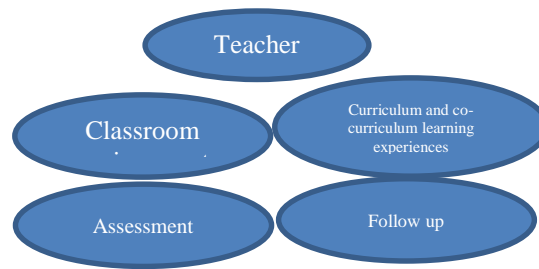 Teacher
Classroom
Curriculum and co-
curriculum learning
experiences
Assessment
Follow up